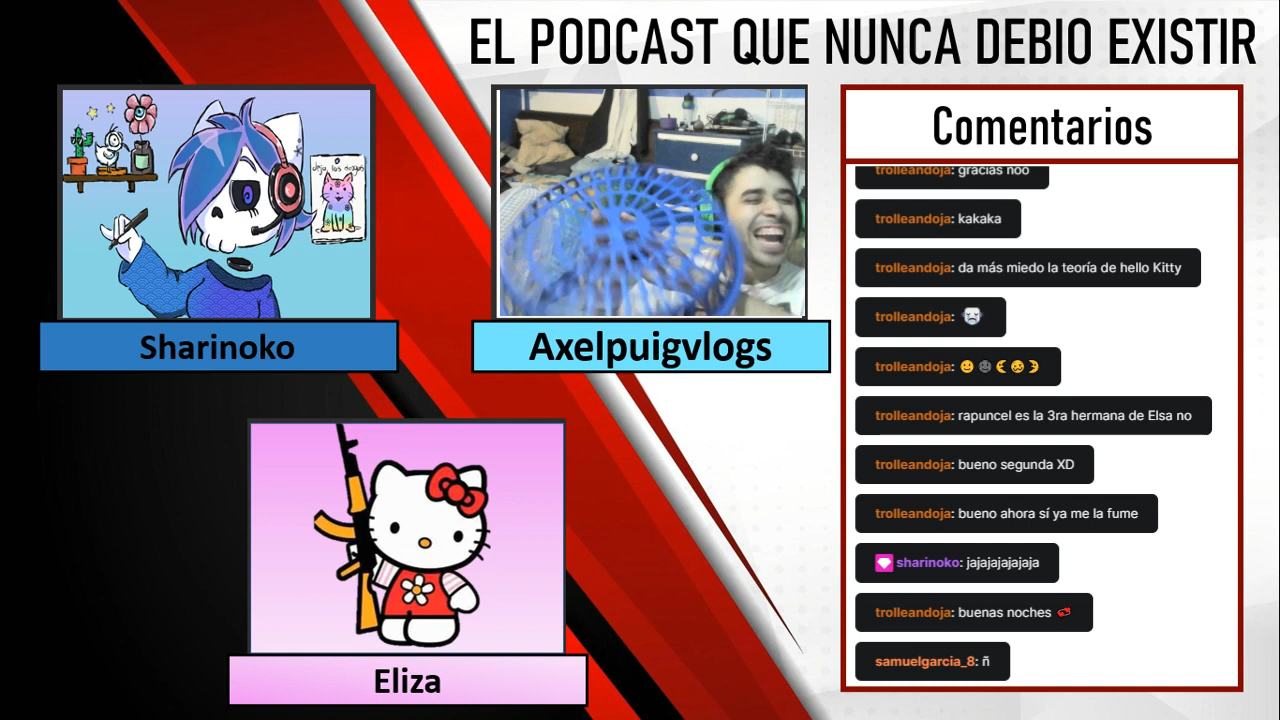 EL PODCAST QUE NUNCA DEBIO EXISTIR
Sharinoko
Axelpuigvlogs
Eliza
Comentarios
trolleandoja: gracias noo
trolleandoja: kakaka
trolleandoja: da más miedo la teoría de hello Kitty
trolleandoja:
trolleandoja:
trolleandoja: rapuncel es la 3ra hermana de Elsa no
trolleandoja: bueno segunda XD
trolleandoja: bueno ahora sí ya me la fume
sharinoko: jajajajajajaja
trolleandoja: buenas noches
samuelgarcia_8: ñ